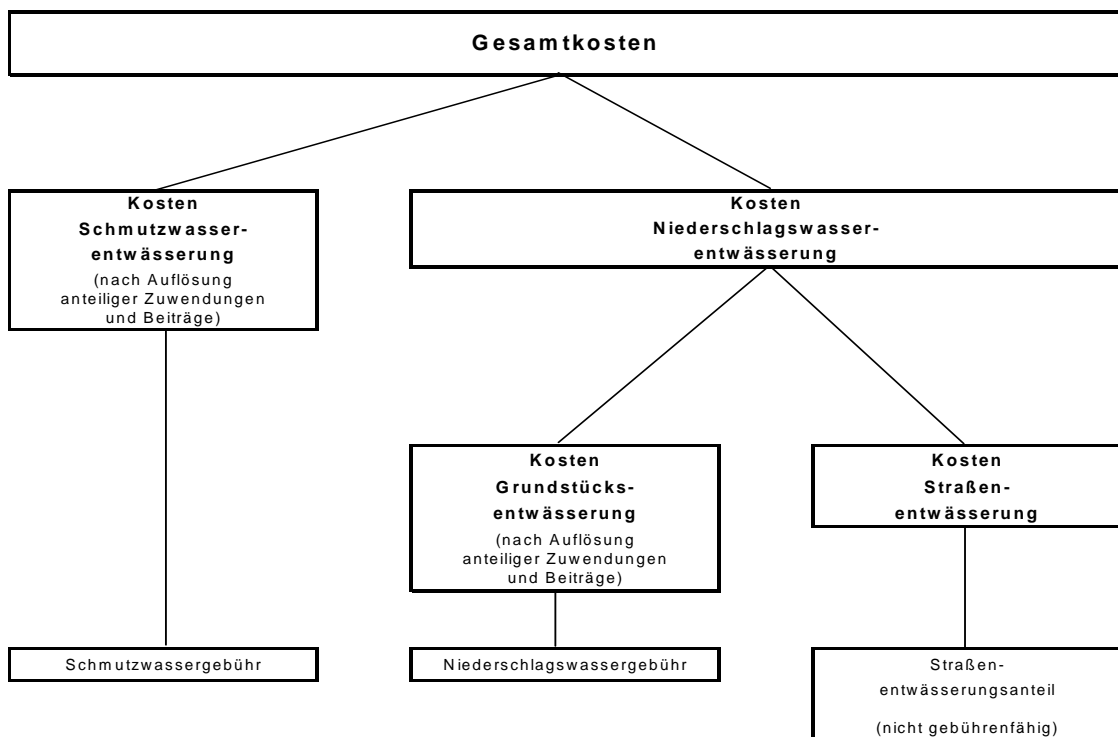 Gesamtkosten
Kosten
Schmutzwasser-
entwässerung
(nach Auflösung
anteiliger Zuwendungen
und Beiträge)
Kosten
Niederschlagswasser-
entwässerung
Kosten
Grundstücks-
entwässerung
(nach Auflösung
anteiliger Zuwendungen
und Beiträge)
Kosten
Straßen-
entwässerung
Schmutzwassergebühr
Niederschlagswassergebühr
Straßen-
entwässerungsanteil
(nicht gebührenfähig)